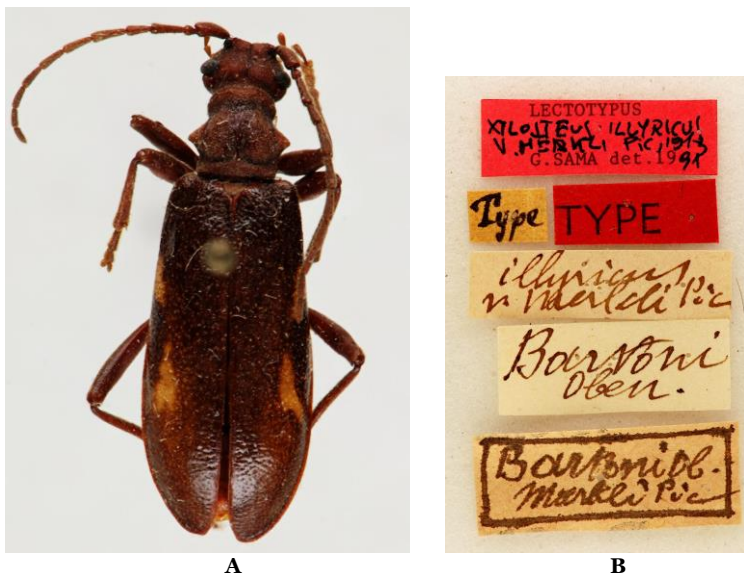 LECTOTYPUS
XYLOSTEUS ILLYRICUS
V. MERKLI PIC, 1913
G. SAMA det. 1991
Type
TYPE
illyricus
v. merkli Pic
Bartoni
Oben.
Bartoni Ob.
merkli Pic
A
B